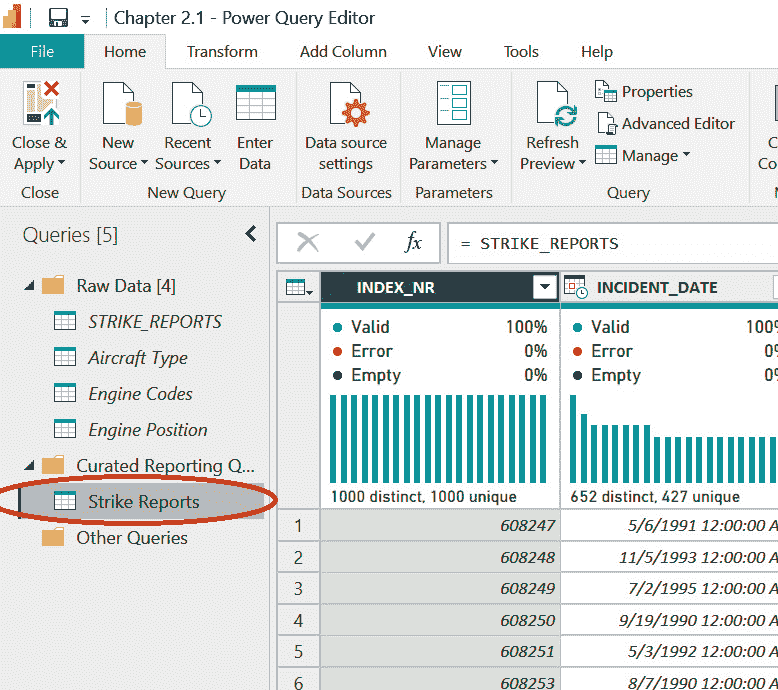 Chapter 2.1 - Power Query Editor
File Home Transform Add Column View Tools Help
Close & Apply
New Source
Recent Sources
Enter Data
Data source settings
Manage Parameters
Refresh Preview
Properties
Advanced Editor
Manage
Close New Query Data Sources Parameters Query
Queries [5]
fx = STRIKE_REPORTS
Raw Data [4]
STRIKE_REPORTS
Aircraft Type
Engine Codes
Engine Position
Curated Reporting Q...
Strike Reports
Other Queries
INDEX_NR INCIDENT_DATE
Valid 100% Valid 100%
Error 0% Error 0%
Empty 0% Empty 0%
1000 distinct, 1000 unique 652 distinct, 427 unique
1 608247 5/6/1991 12:00:00 A
2 608248 11/5/1993 12:00:00 A
3 608249 7/2/1995 12:00:00 A
4 608250 9/19/1990 12:00:00 A
5 608251 5/3/1992 12:00:00 A
6 608253 8/7/1990 12:00:00 A